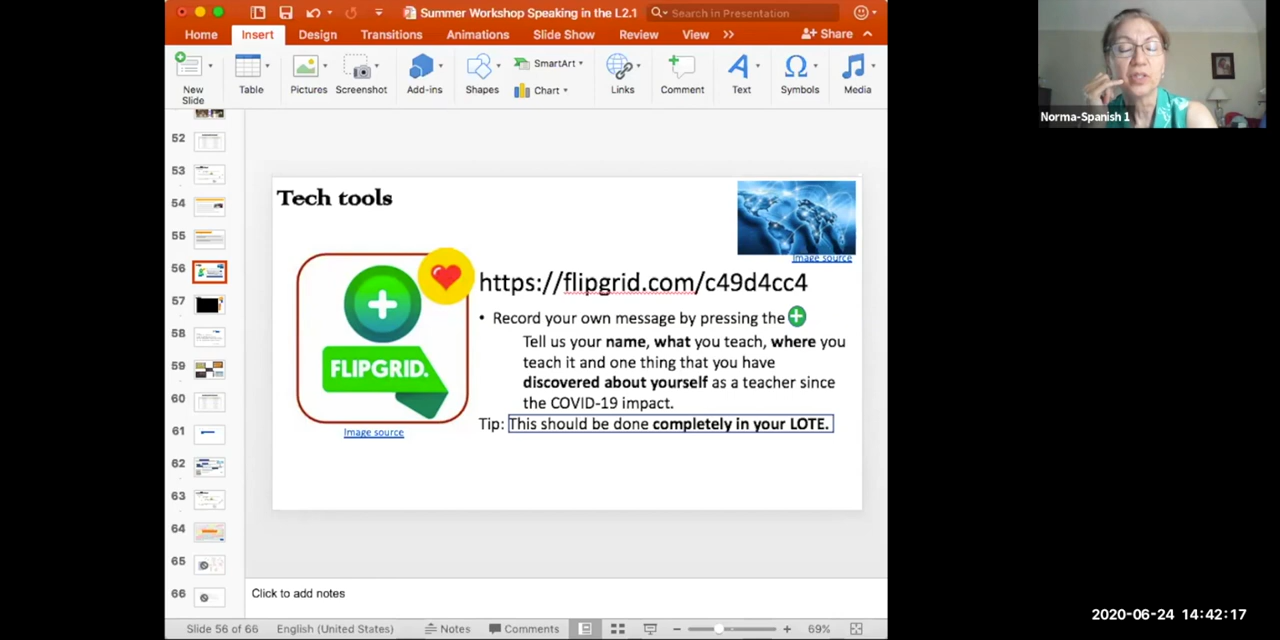 Summer Workshop Speaking in the L2.1
Search in Presentation
Home
Insert
Design
Transitions
Animations
Slide Show
Review
View
Share
New
Slide
Table
Pictures
Screenshot
Add-ins
Shapes
SmartArt
Chart
Links
Comment
Text
Symbols
Media
Norma-Spanish 1
52
53
54
55
56
57
58
59
60
61
62
63
64
65
66
Tech tools
Image source
https://flipgrid.com/c49d4cc4
• Record your own message by pressing the
Tell us your name, what you teach, where you
teach it and one thing that you have
discovered about yourself as a teacher since
the COVID-19 impact.
Tip: This should be done completely in your LOTE.
FLIPGRID.
Image source
Click to add notes
Slide 56 of 66
English (United States)
Notes
Comments
69%
2020-06-24 14:42:17